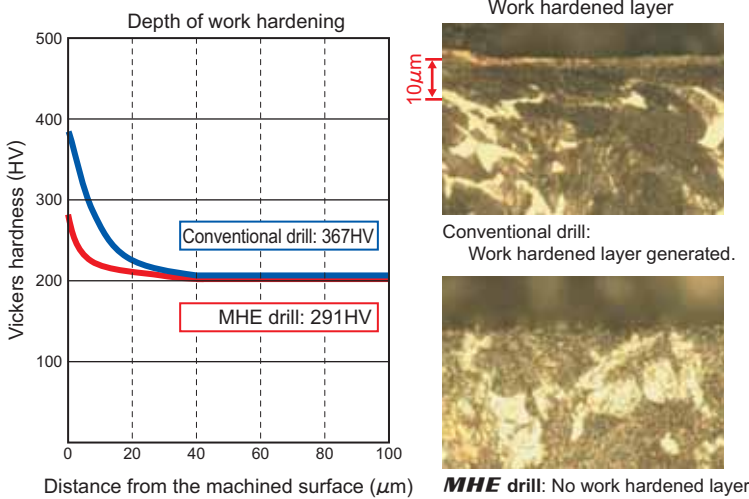 Depth of work hardening
500
400
300
200
100
0 20 40 60 80 100
Vickers hardness (HV)
Distance from the machined surface (μm)
Conventional drill: 367HV
MHE drill: 291HV
Work hardened layer
10μm
Conventional drill:
Work hardened layer generated.
MHE drill: No work hardened layer